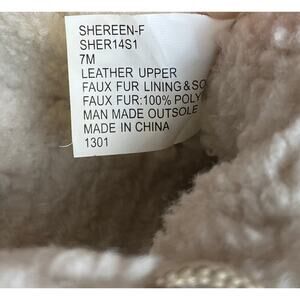 SHEREEN-F
SHER14S1
7M
LEATHER UPPER
FAUX FUR LINING&SO
FAUX FUR:100% POLY
MAN MADE OUTSOLE
MADE IN CHINA
1301